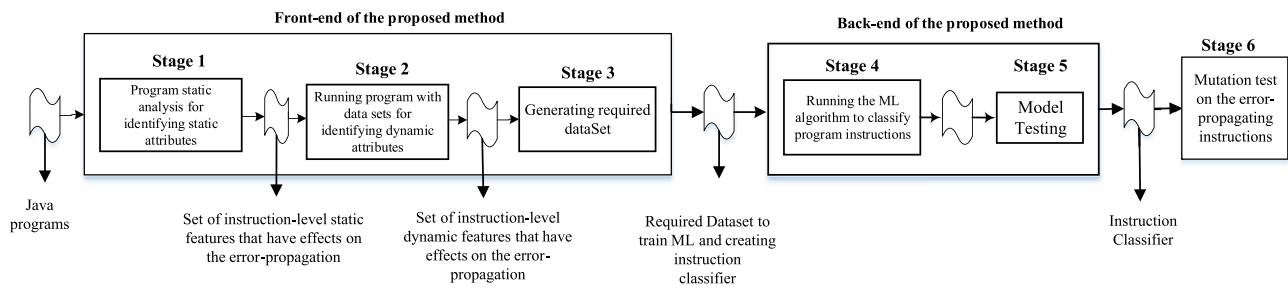 Front-end of the proposed method
Back-end of the proposed method
Stage 1
Program static
analysis for
identifying static
attributes
Stage 2
Running program with
data sets for
identifying dynamic
attributes
Stage 3
Generating required
dataSet
Stage 4
Running the ML
algorithm to classify
program instructions
Stage 5
Model
Testing
Stage 6
Mutation test
on the error-
propagating
instructions
Java
programs
Set of instruction-level static
features that have effects on
the error-propagation
Set of instruction-level
dynamic features that have
effects on the error-
propagation
Required Dataset to
train ML and creating
instruction
classifier
Instruction
Classifier